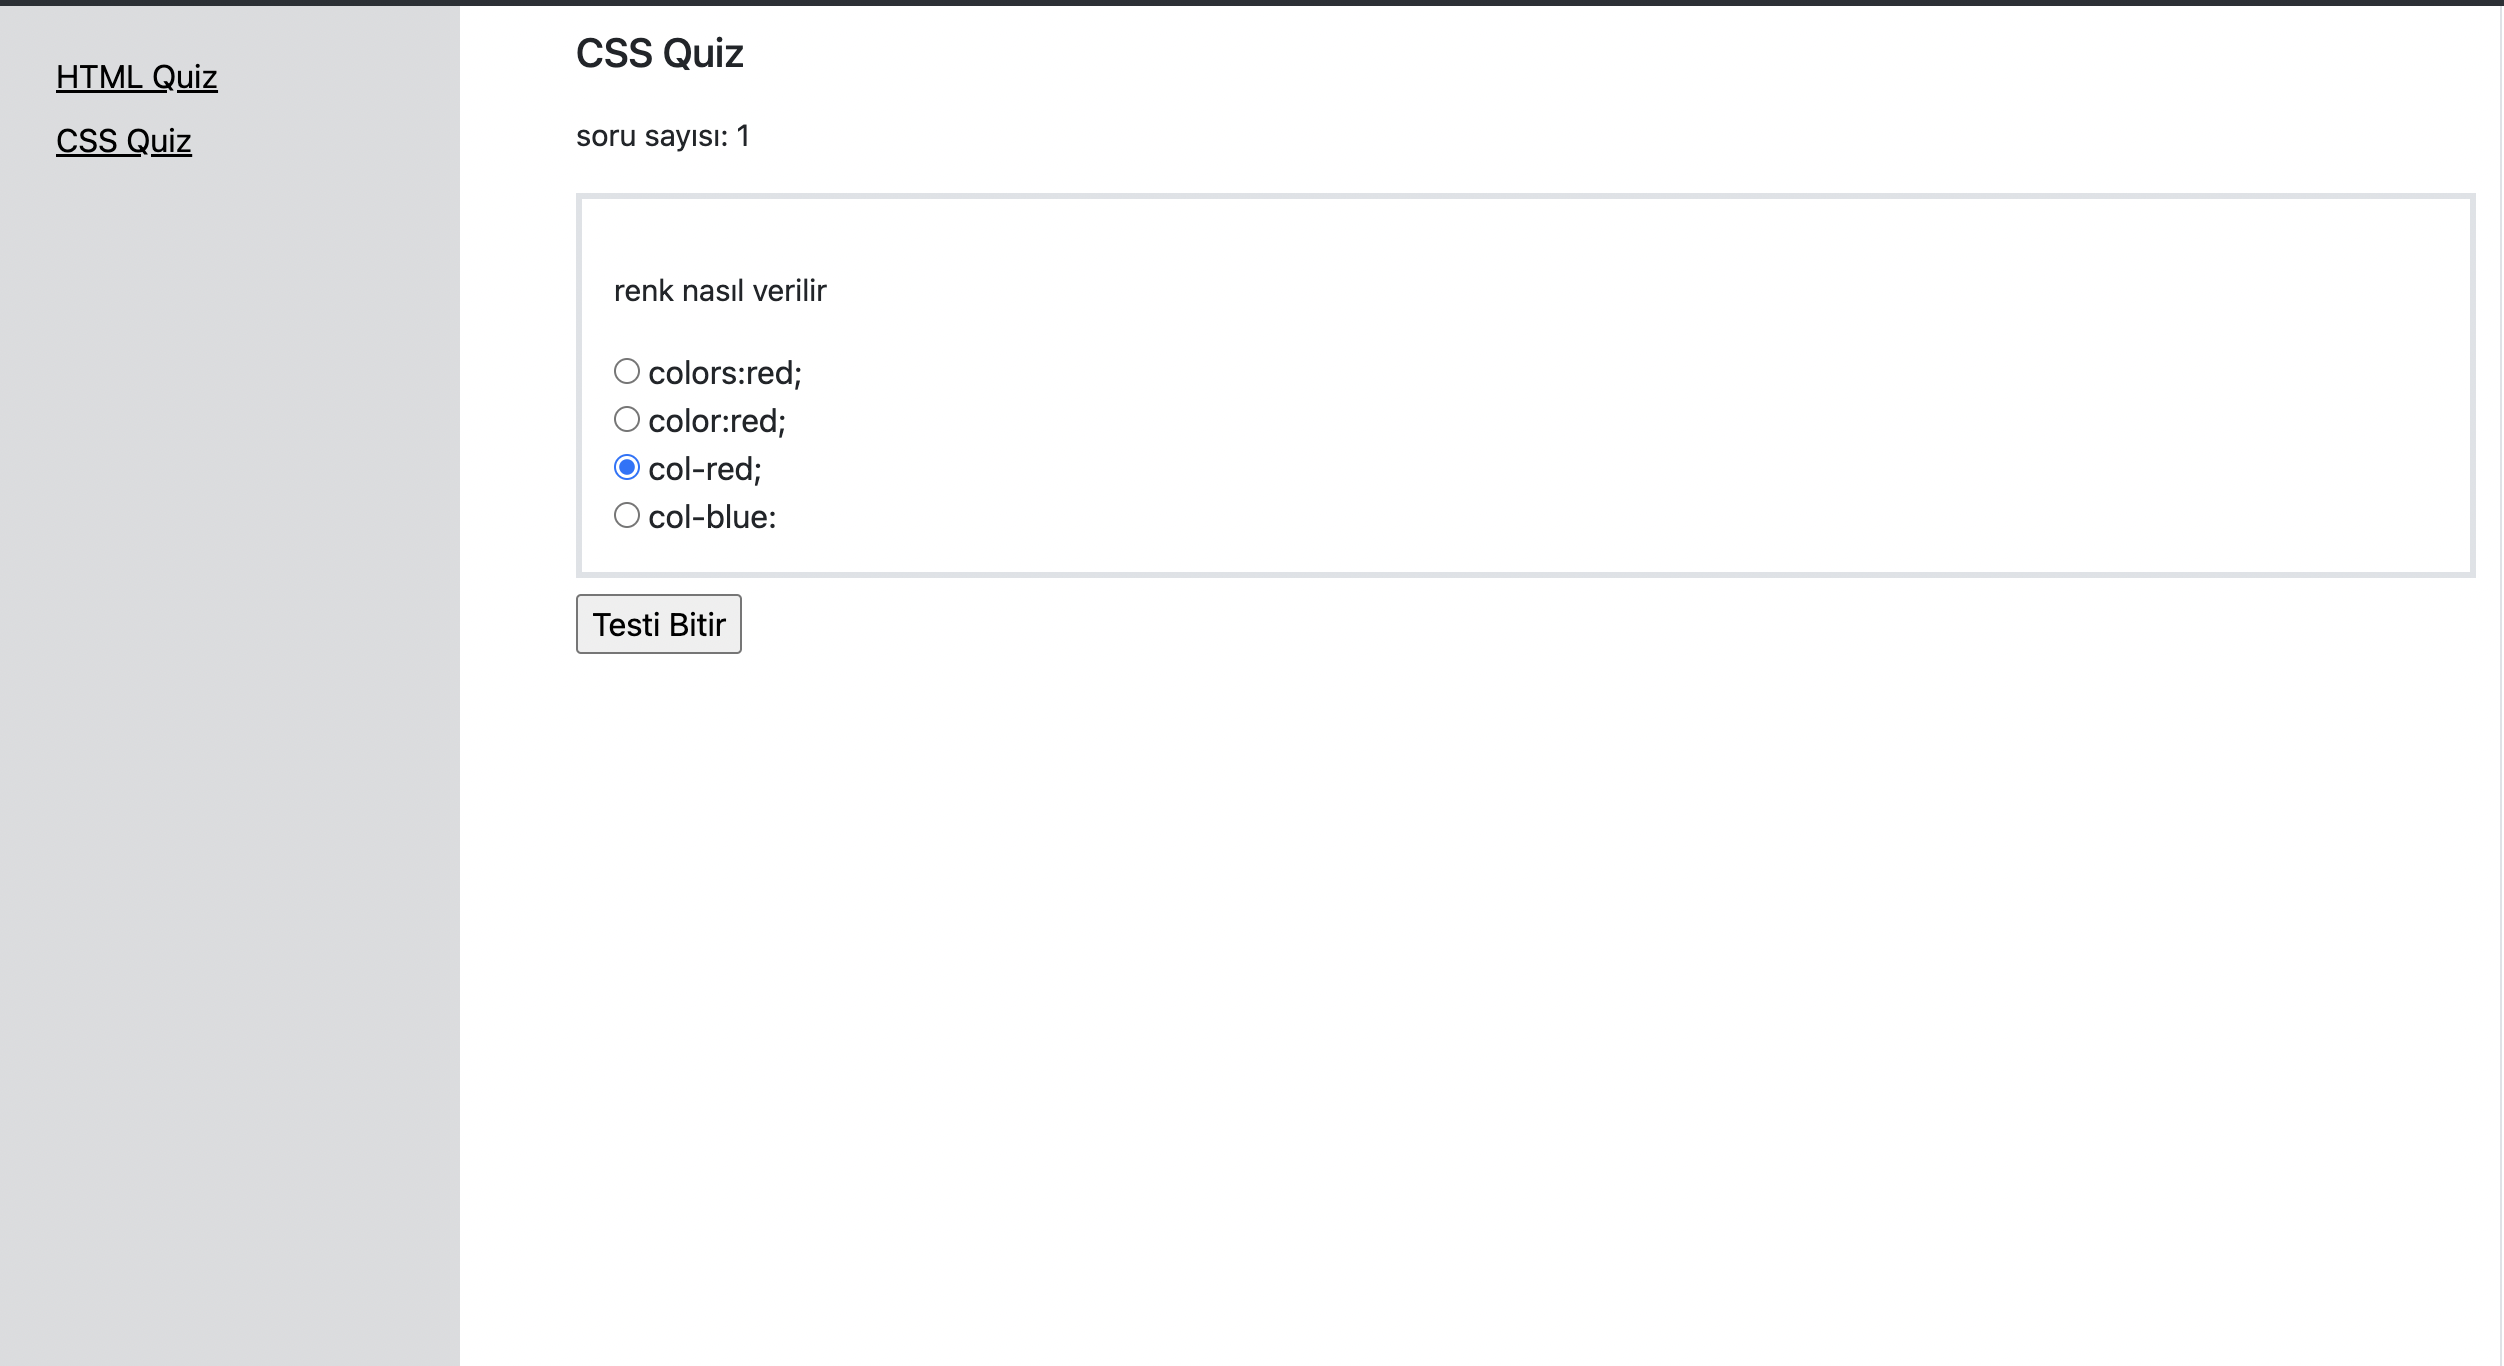 HTML Quiz
CSS Quiz
CSS Quiz
soru sayısı: 1
renk nasıl verilir
colors:red;
color:red;
col-red;
col-blue:
Testi Bitir